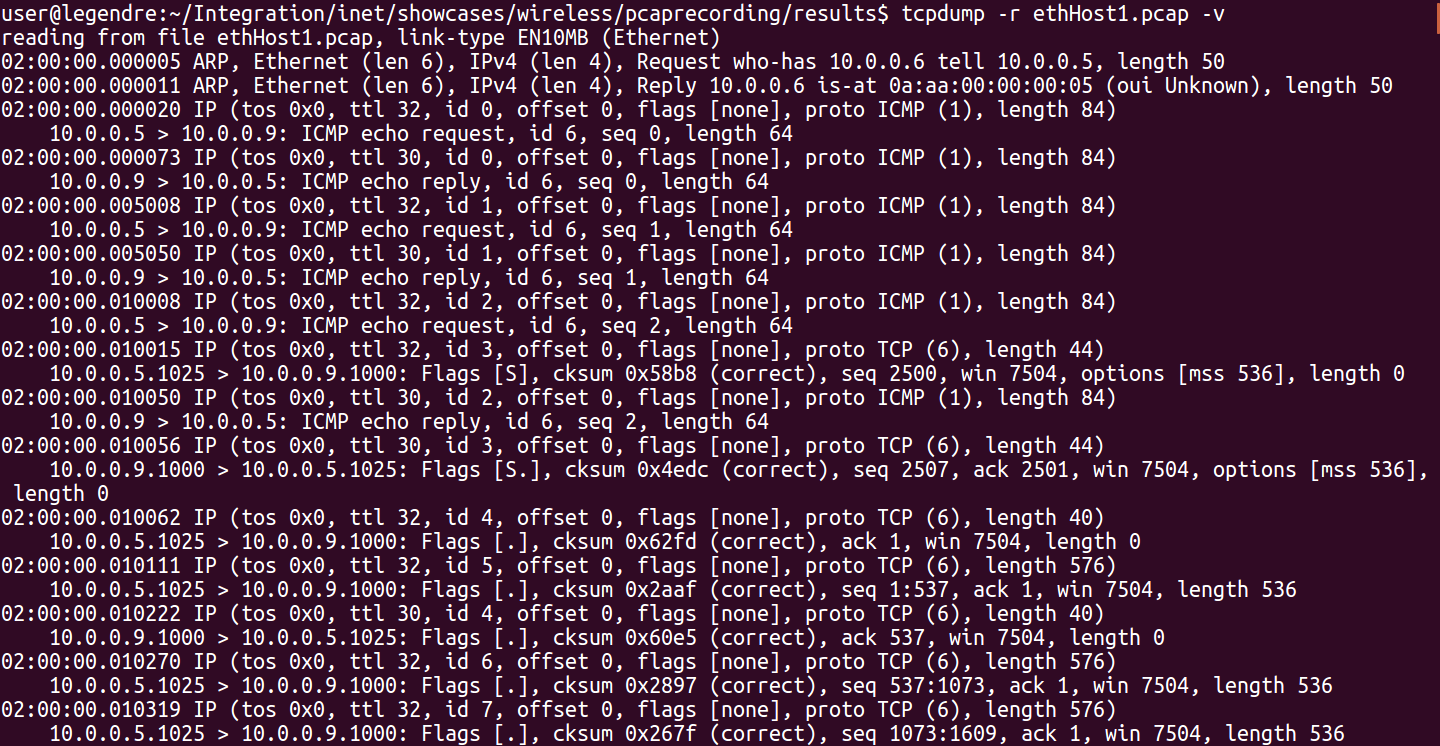 user@legendre:~/Integration/inet/showcases/wireless/pcaprecording/results$ tcpdump -r ethHost1.pcap -v
reading from file ethHost1.pcap, link-type EN10MB (Ethernet)
02:00:00.000005 ARP, Ethernet (len 6), IPv4 (len 4), Request who-has 10.0.0.6 tell 10.0.0.5, length 50
02:00:00.000011 ARP, Ethernet (len 6), IPv4 (len 4), Reply 10.0.0.6 is-at 0a:aa:00:00:00:05 (oui Unknown), length 50
02:00:00.000020 IP (tos 0x0, ttl 32, id 0, offset 0, flags [none], proto ICMP (1), length 84)
    10.0.0.5 > 10.0.0.9: ICMP echo request, id 6, seq 0, length 64
02:00:00.000073 IP (tos 0x0, ttl 30, id 0, offset 0, flags [none], proto ICMP (1), length 84)
    10.0.0.9 > 10.0.0.5: ICMP echo reply, id 6, seq 0, length 64
02:00:00.005008 IP (tos 0x0, ttl 32, id 1, offset 0, flags [none], proto ICMP (1), length 84)
    10.0.0.5 > 10.0.0.9: ICMP echo request, id 6, seq 1, length 64
02:00:00.005050 IP (tos 0x0, ttl 30, id 1, offset 0, flags [none], proto ICMP (1), length 84)
    10.0.0.9 > 10.0.0.5: ICMP echo reply, id 6, seq 1, length 64
02:00:00.010008 IP (tos 0x0, ttl 32, id 2, offset 0, flags [none], proto ICMP (1), length 84)
    10.0.0.5 > 10.0.0.9: ICMP echo request, id 6, seq 2, length 64
02:00:00.010015 IP (tos 0x0, ttl 32, id 3, offset 0, flags [none], proto TCP (6), length 44)
    10.0.0.5.1025 > 10.0.0.9.1000: Flags [S], cksum 0x58b8 (correct), seq 2500, win 7504, options [mss 536], length 0
02:00:00.010050 IP (tos 0x0, ttl 30, id 2, offset 0, flags [none], proto ICMP (1), length 84)
    10.0.0.9 > 10.0.0.5: ICMP echo reply, id 6, seq 2, length 64
02:00:00.010056 IP (tos 0x0, ttl 30, id 3, offset 0, flags [none], proto TCP (6), length 44)
    10.0.0.9.1000 > 10.0.0.5.1025: Flags [S.], cksum 0x4edc (correct), seq 2507, ack 2501, win 7504, options [mss 536],
 length 0
02:00:00.010062 IP (tos 0x0, ttl 32, id 4, offset 0, flags [none], proto TCP (6), length 40)
    10.0.0.5.1025 > 10.0.0.9.1000: Flags [.], cksum 0x62fd (correct), ack 1, win 7504, length 0
02:00:00.010111 IP (tos 0x0, ttl 32, id 5, offset 0, flags [none], proto TCP (6), length 576)
    10.0.0.5.1025 > 10.0.0.9.1000: Flags [.], cksum 0x2aaf (correct), seq 1:537, ack 1, win 7504, length 536
02:00:00.010222 IP (tos 0x0, ttl 30, id 4, offset 0, flags [none], proto TCP (6), length 40)
    10.0.0.9.1000 > 10.0.0.5.1025: Flags [.], cksum 0x60e5 (correct), ack 537, win 7504, length 0
02:00:00.010270 IP (tos 0x0, ttl 32, id 6, offset 0, flags [none], proto TCP (6), length 576)
    10.0.0.5.1025 > 10.0.0.9.1000: Flags [.], cksum 0x2897 (correct), seq 537:1073, ack 1, win 7504, length 536
02:00:00.010319 IP (tos 0x0, ttl 32, id 7, offset 0, flags [none], proto TCP (6), length 576)
    10.0.0.5.1025 > 10.0.0.9.1000: Flags [.], cksum 0x267f (correct), seq 1073:1609, ack 1, win 7504, length 536